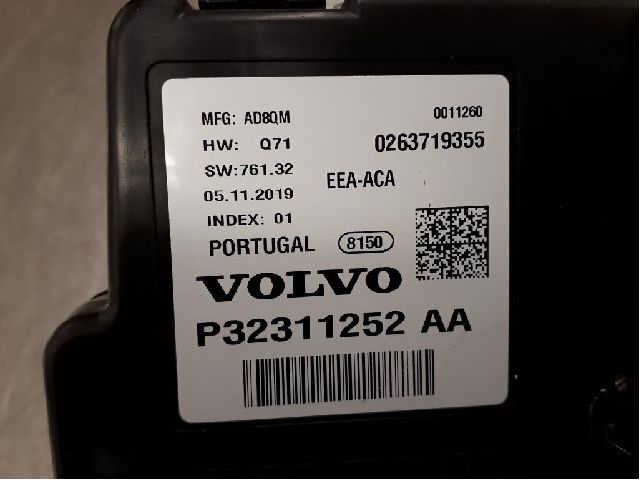 MFG: AD8QM
0011260
HW: Q71
0263719355
SW:761.32
EEA-ACA
05.11.2019
INDEX: 01
PORTUGAL 8150
VOLVO
P32311252 AA